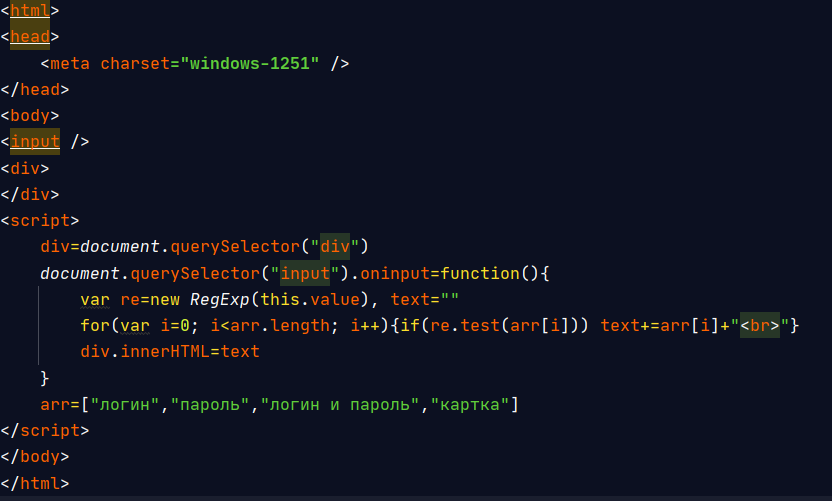 <html>
<head>
    <meta charset="windows-1251" />
</head>
<body>
<input />
<div>
</div>
<script>
    div=document.querySelector("div")
    document.querySelector("input").oninput=function(){
        var re=new RegExp(this.value), text=""
        for(var i=0; i<arr.length; i++){if(re.test(arr[i])) text+=arr[i]+"<br>"}
        div.innerHTML=text
    }
    arr=["логин","пароль","логин и пароль","картка"]
</script>
</body>
</html>